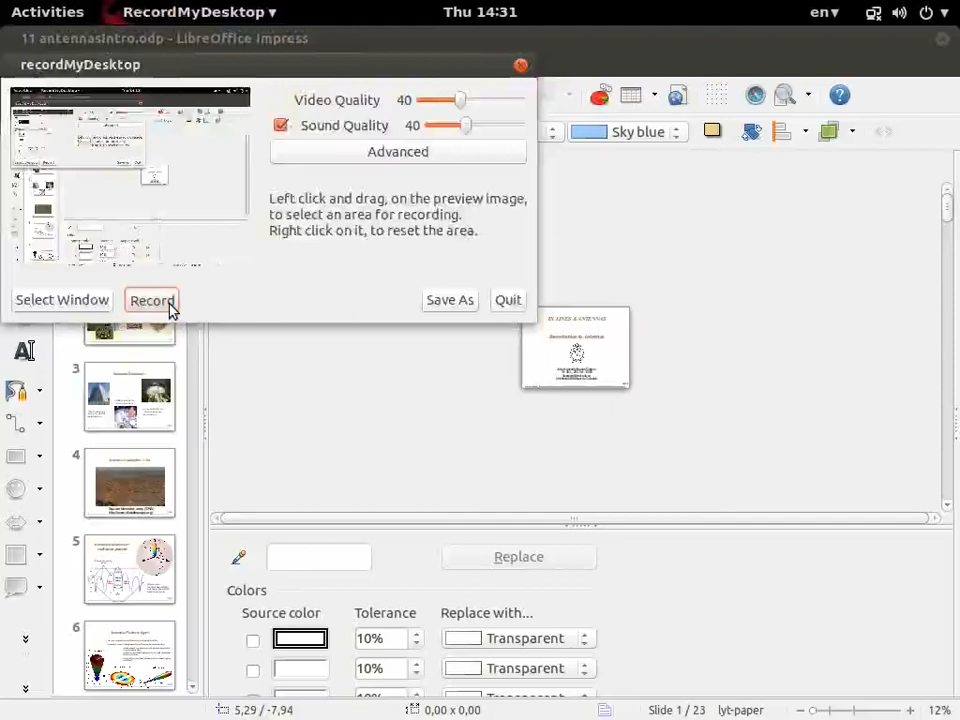 Activities RecordMyDesktop ▾ Thu 14:31 en▾
11 antennasIntro.odp - LibreOffice Impress
recordMyDesktop
Video Quality 40
Sound Quality 40
Advanced
Left click and drag, on the preview image,
to select an area for recording.
Right click on it, to reset the area.
Select Window Record Save As Quit
Sky blue
3
4
5
6
Replace
Colors
Source color Tolerance Replace with...
10% Transparent
10% Transparent
10% Transparent
5,29 / -7,94 0,00 x 0,00 Slide 1 / 23 lyt-paper 12%